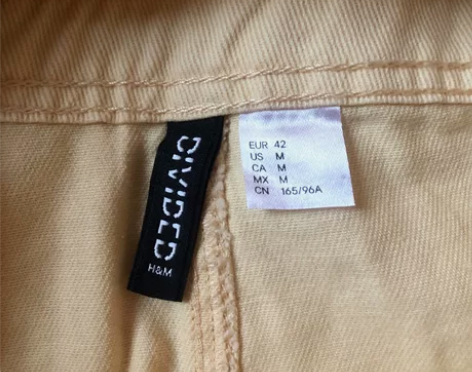 DIVIDED
H&M
EUR 42
US M
CA M
MX M
CN 165/96A